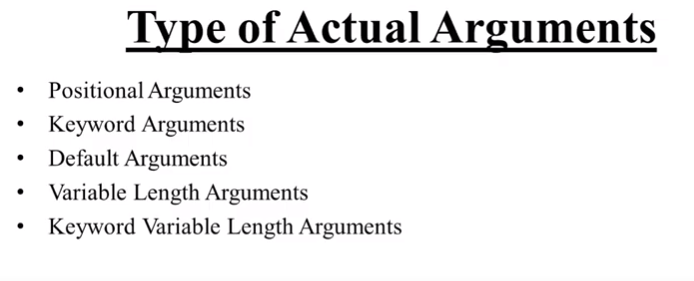 Type of Actual Arguments
• Positional Arguments
• Keyword Arguments
• Default Arguments
• Variable Length Arguments
• Keyword Variable Length Arguments